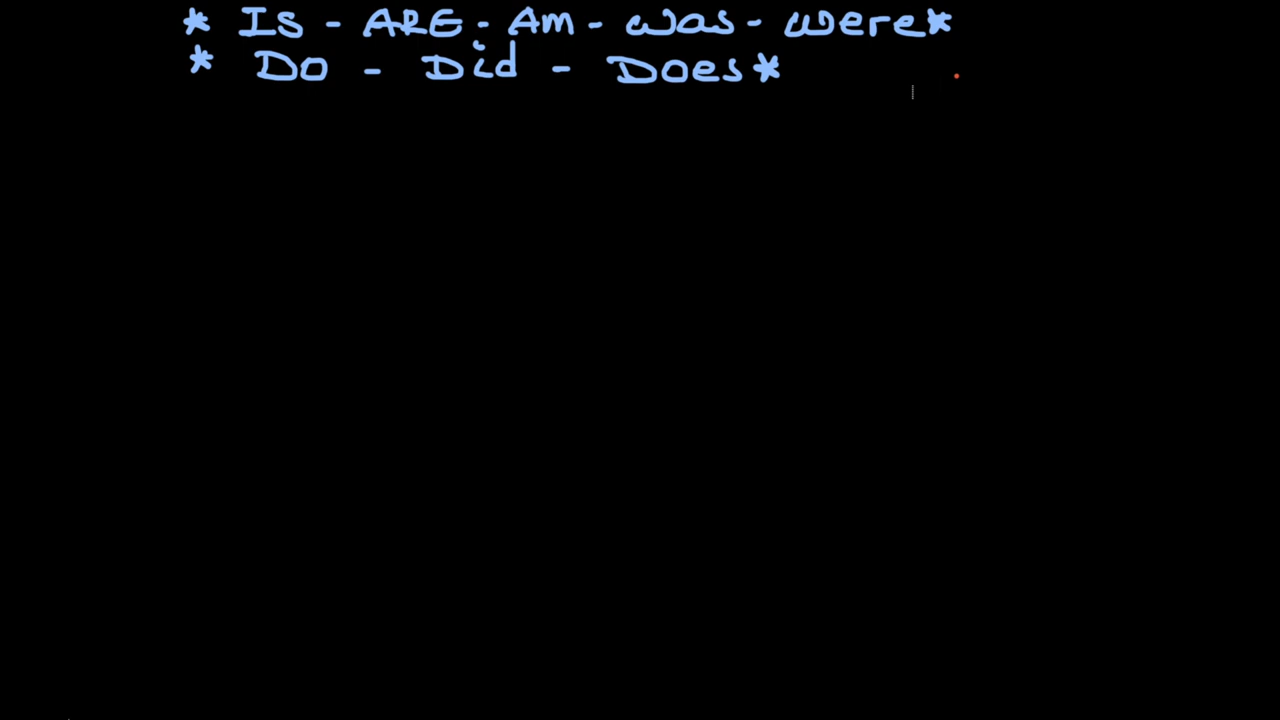 * Is - ARE - Am - was - were *
* Do - Did - Does *